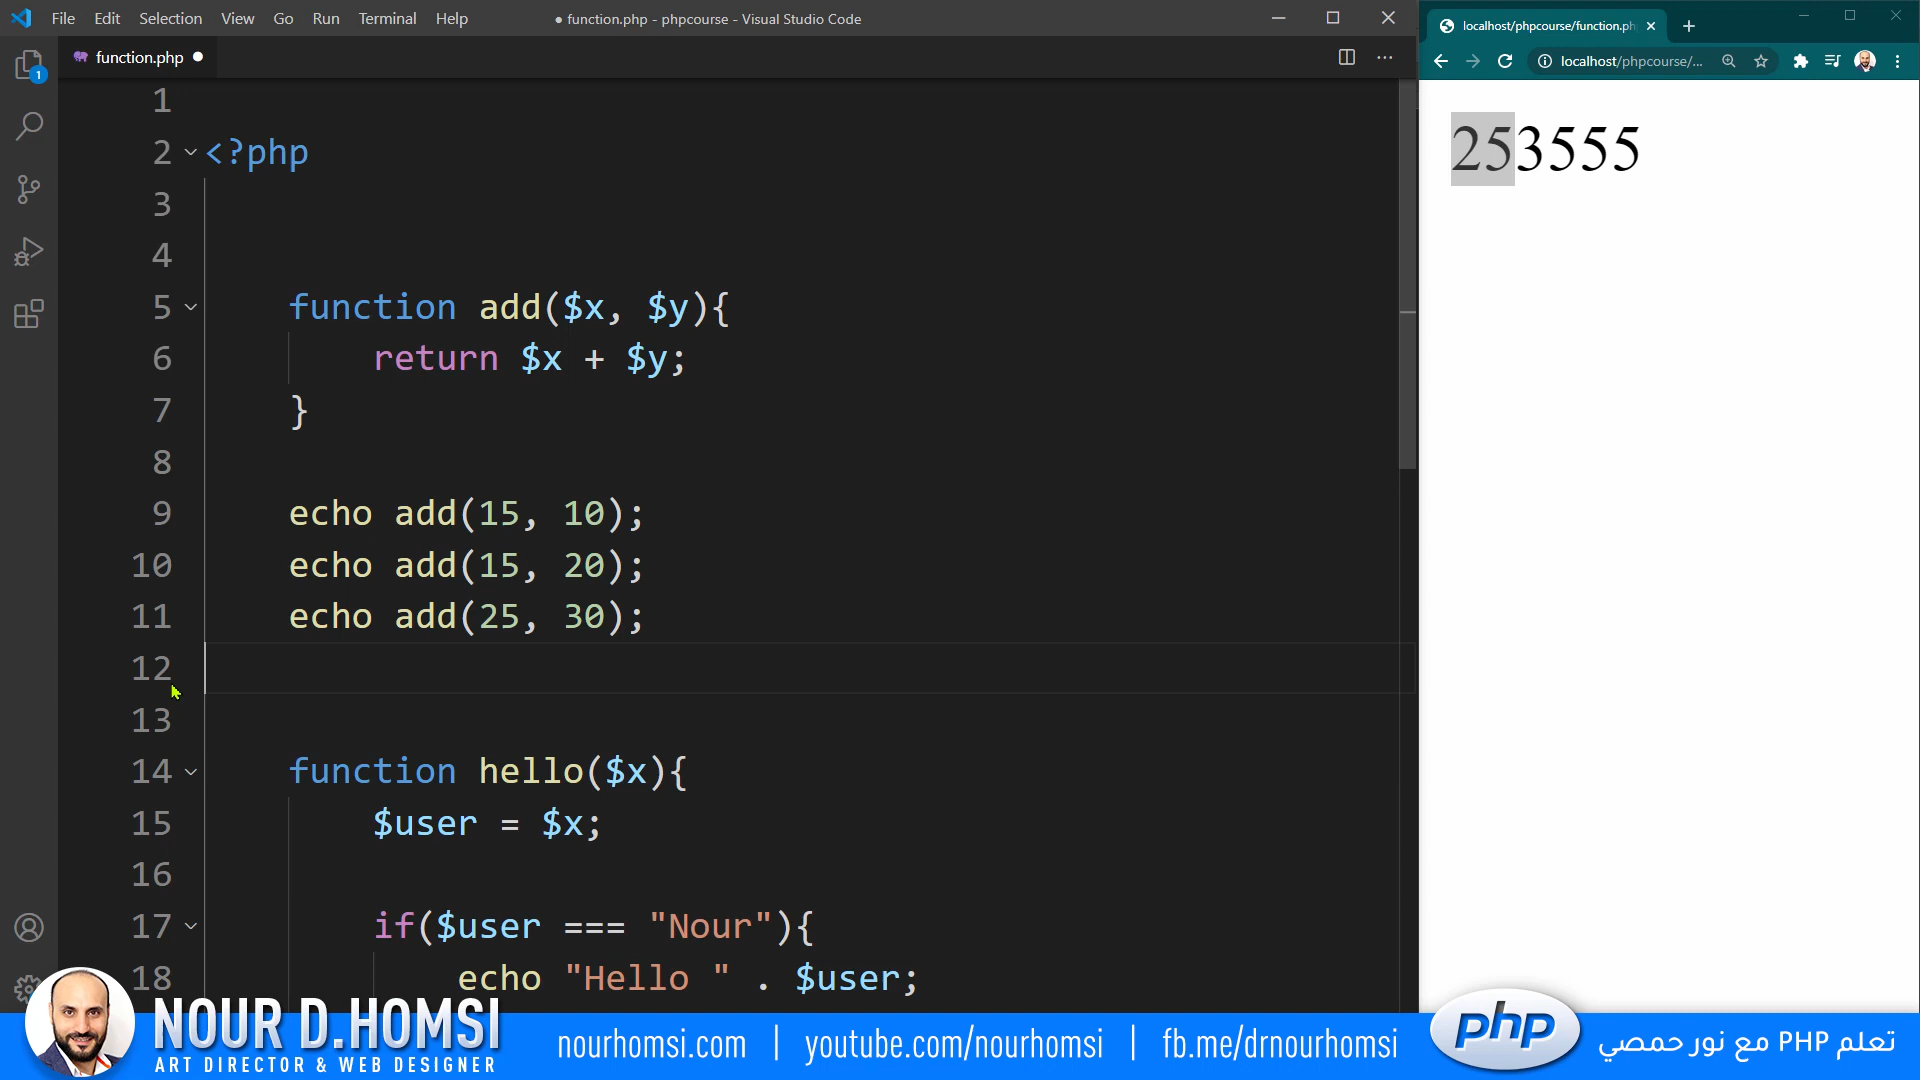 File Edit Selection View Go Run Terminal Help
● function.php - phpcourse - Visual Studio Code
function.php ●
1
1
2 <?php
3
4
5 function add($x, $y){
6 return $x + $y;
7 }
8
9 echo add(15, 10);
10 echo add(15, 20);
11 echo add(25, 30);
12
13
14 function hello($x){
15 $user = $x;
16
17 if($user === "Nour"){
18 echo "Hello " . $user;
localhost/phpcourse/function.ph
localhost/phpcourse/...
253555
NOUR D.HOMSI
ART DIRECTOR & WEB DESIGNER
nourhomsi.com | youtube.com/nourhomsi | fb.me/drnourhomsi
php
تعلم PHP مع نور حمصي